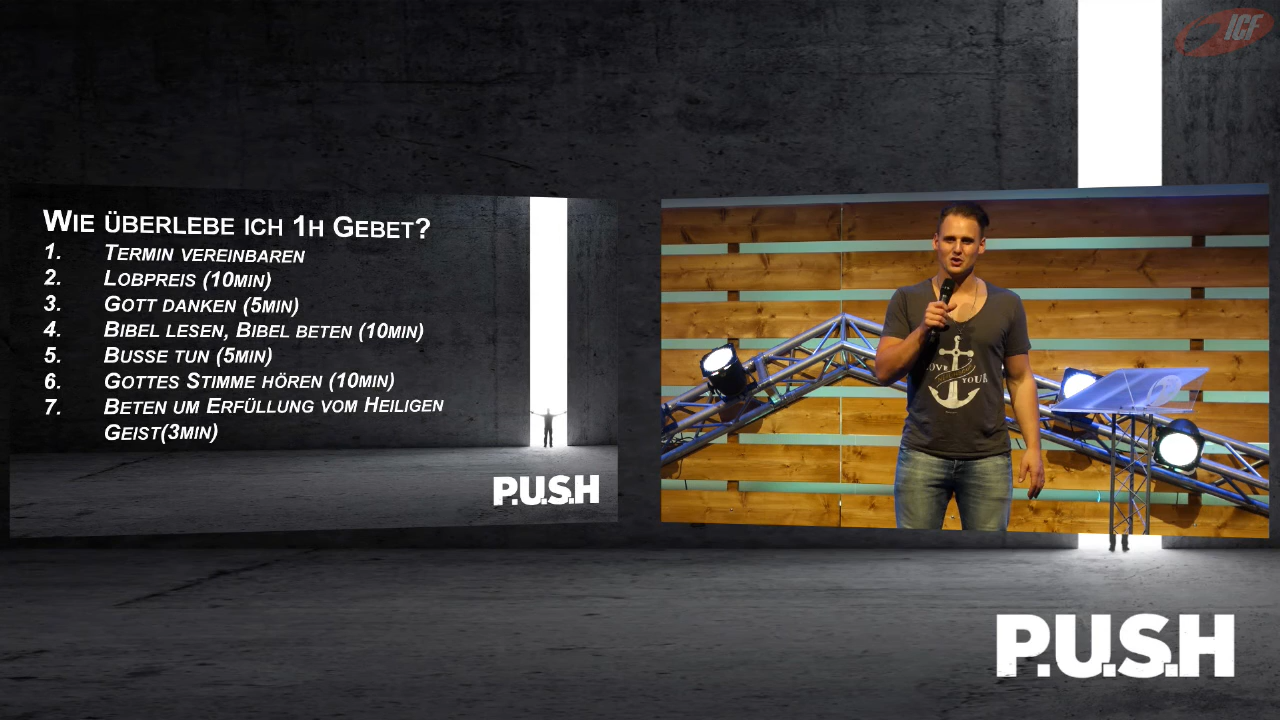 ICF
WIE ÜBERLEBE ICH 1H GEBET?
1. TERMIN VEREINBAREN
2. LOBPREIS (10MIN)
3. GOTT DANKEN (5MIN)
4. BIBEL LESEN, BIBEL BETEN (10MIN)
5. BUSSE TUN (5MIN)
6. GOTTES STIMME HÖREN (10MIN)
7. BETEN UM ERFÜLLUNG VOM HEILIGEN
GEIST(3MIN)
P.U.S.H
LOVE
YOUR
P.U.S.H